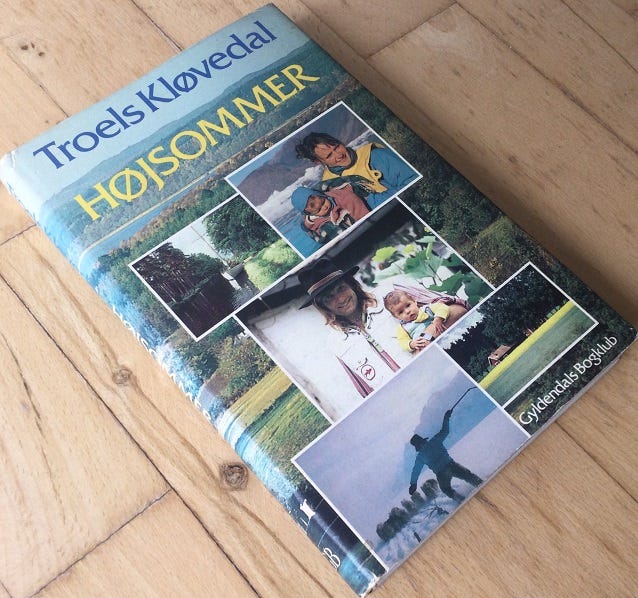 Troels Kløvedal
HØJSOMMER
Gyldendals Bogklub